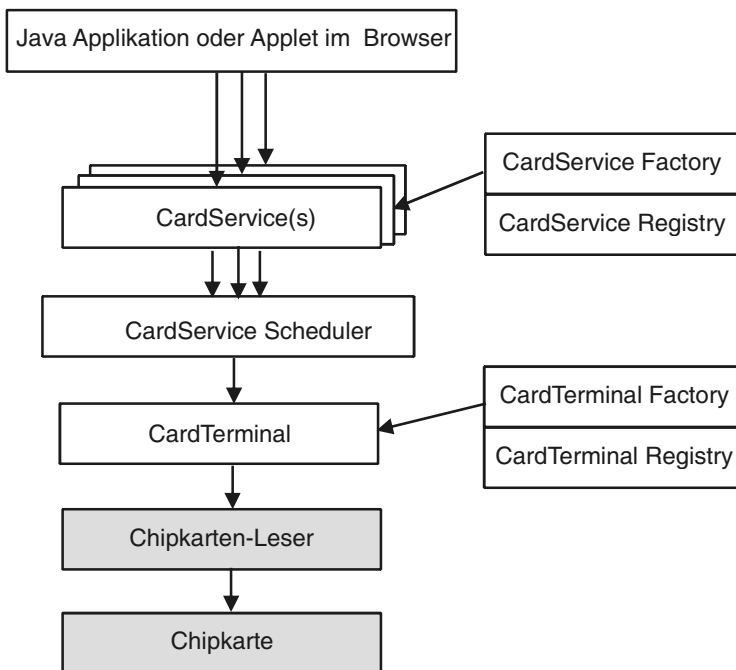 Java Applikation oder Applet im Browser
CardService Factory
CardService(s)
CardService Registry
CardService Scheduler
CardTerminal Factory
CardTerminal
CardTerminal Registry
Chipkarten-Leser
Chipkarte